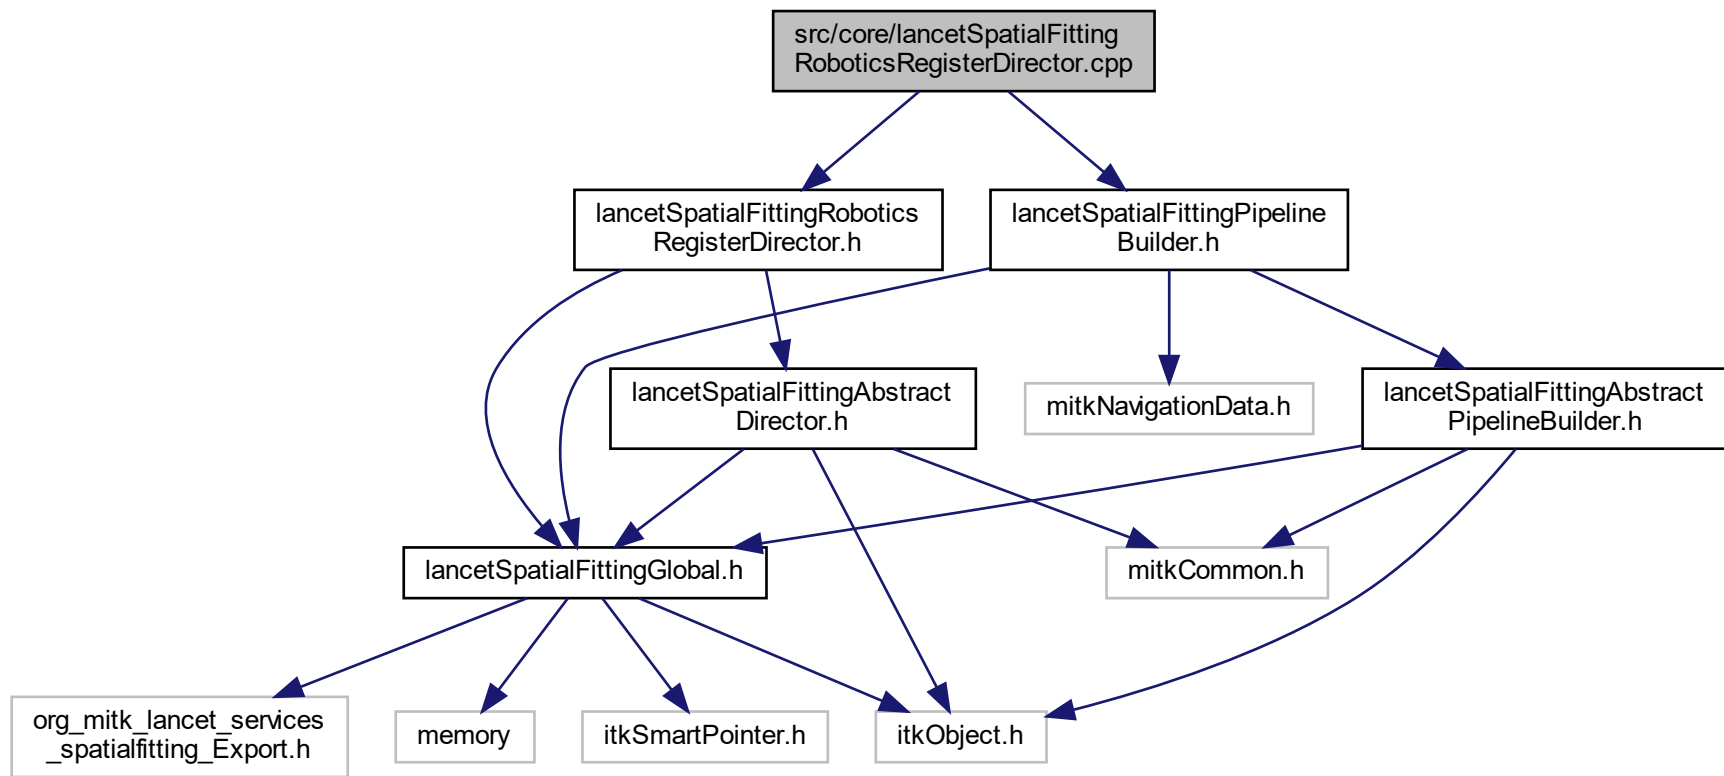 src/core/lancetSpatialFitting
RoboticsRegisterDirector.cpp
lancetSpatialFittingRobotics
RegisterDirector.h
lancetSpatialFittingPipeline
Builder.h
lancetSpatialFittingAbstract
Director.h
mitkNavigationData.h
lancetSpatialFittingAbstract
PipelineBuilder.h
lancetSpatialFittingGlobal.h
mitkCommon.h
org_mitk_lancet_services
_spatialfitting_Export.h
memory
itkSmartPointer.h
itkObject.h